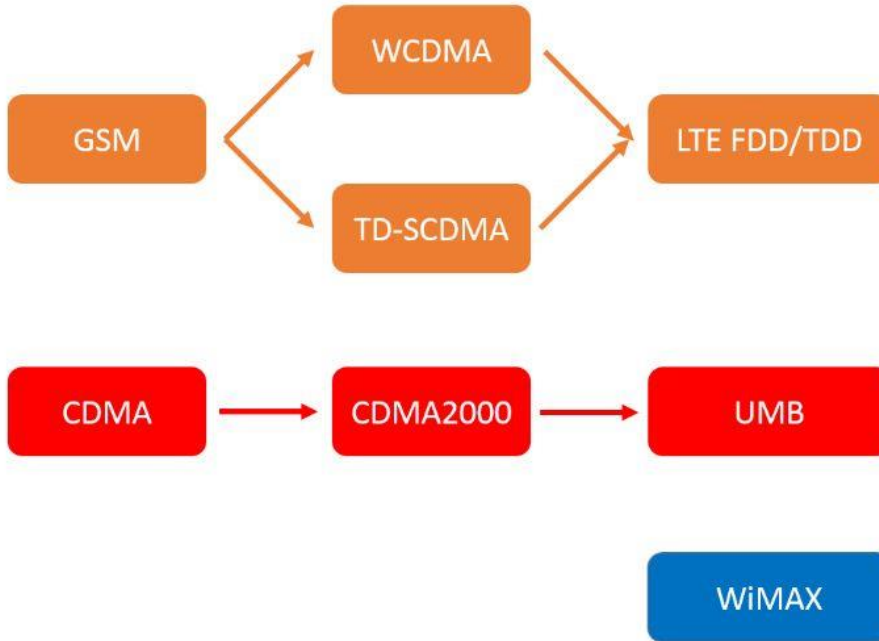 WCDMA
GSM
LTE FDD/TDD
TD-SCDMA
CDMA
CDMA2000
UMB
WiMAX